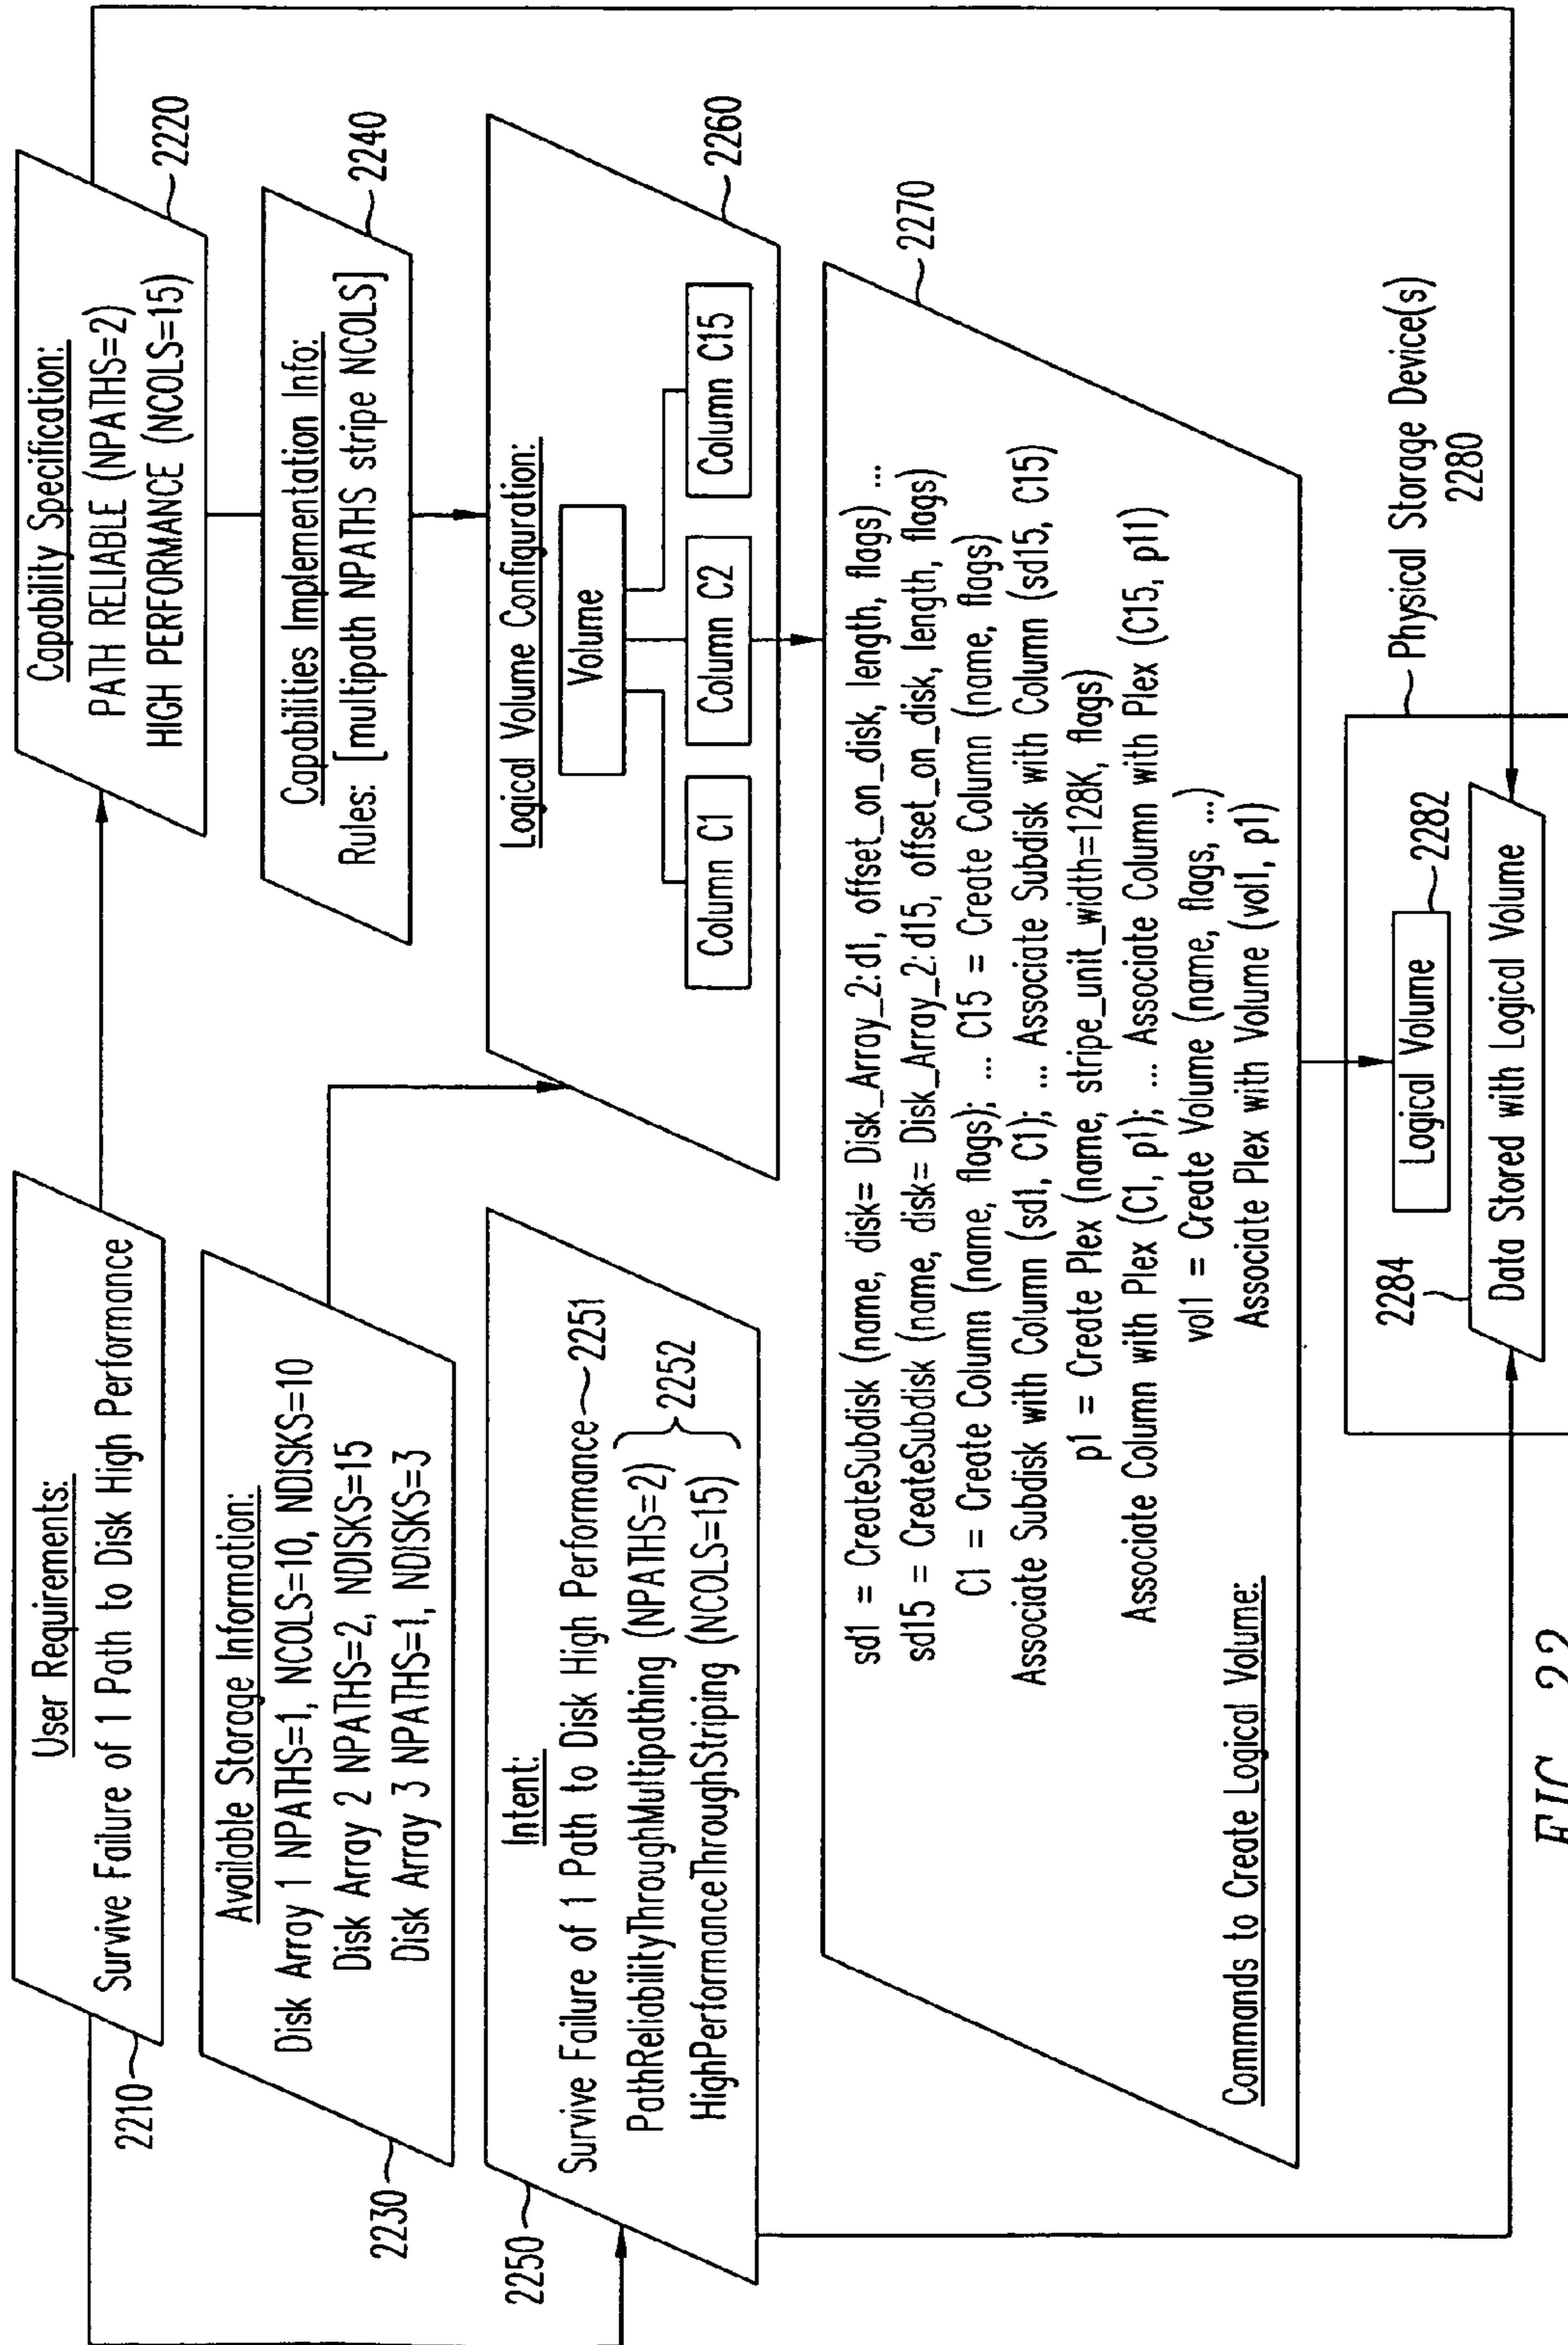 User Requirements:
Survive Failure of 1 Path to Disk High Performance
2210
Capability Specification:
PATH RELIABLE (NPATHS=2)
HIGH PERFORMANCE (NCOLS=15)
2220
Available Storage Information:
Disk Array 1 NPATHS=1, NCOLS=10, NDISKS=10
Disk Array 2 NPATHS=2, NDISKS=15
Disk Array 3 NPATHS=1, NDISKS=3
2230
Capabilities Implementation Info:
Rules: [multipath NPATHS stripe NCOLS]
2240
Intent:
Survive Failure of 1 Path to Disk High Performance 2251
PathReliabilityThroughMultipathing (NPATHS=2)
HighPerformanceThroughStriping (NCOLS=15)
2252
2250
Logical Volume Configuration:
Volume
Column C1
Column C2
Column C15
2260
sd1 = CreateSubdisk (name, disk= Disk_Array_2:d1, offset_on_disk, length, flags) ...
sd15 = CreateSubdisk (name, disk= Disk_Array_2:d15, offset_on_disk, length, flags)
C1 = Create Column (name, flags); ... C15 = Create Column (name, flags)
Associate Subdisk with Column (sd1, C1); ... Associate Subdisk with Column (sd15, C15)
p1 = Create Plex (name, stripe_unit_width=128K, flags)
Associate Column with Plex (C1, p1); ... Associate Column with Plex (C15, p11)
vol1 = Create Volume (name, flags, ...)
Associate Plex with Volume (vol1, p1)
Commands to Create Logical Volume:
2270
Physical Storage Device(s)
2280
Logical Volume
2282
2284
Data Stored with Logical Volume
FIG. 22